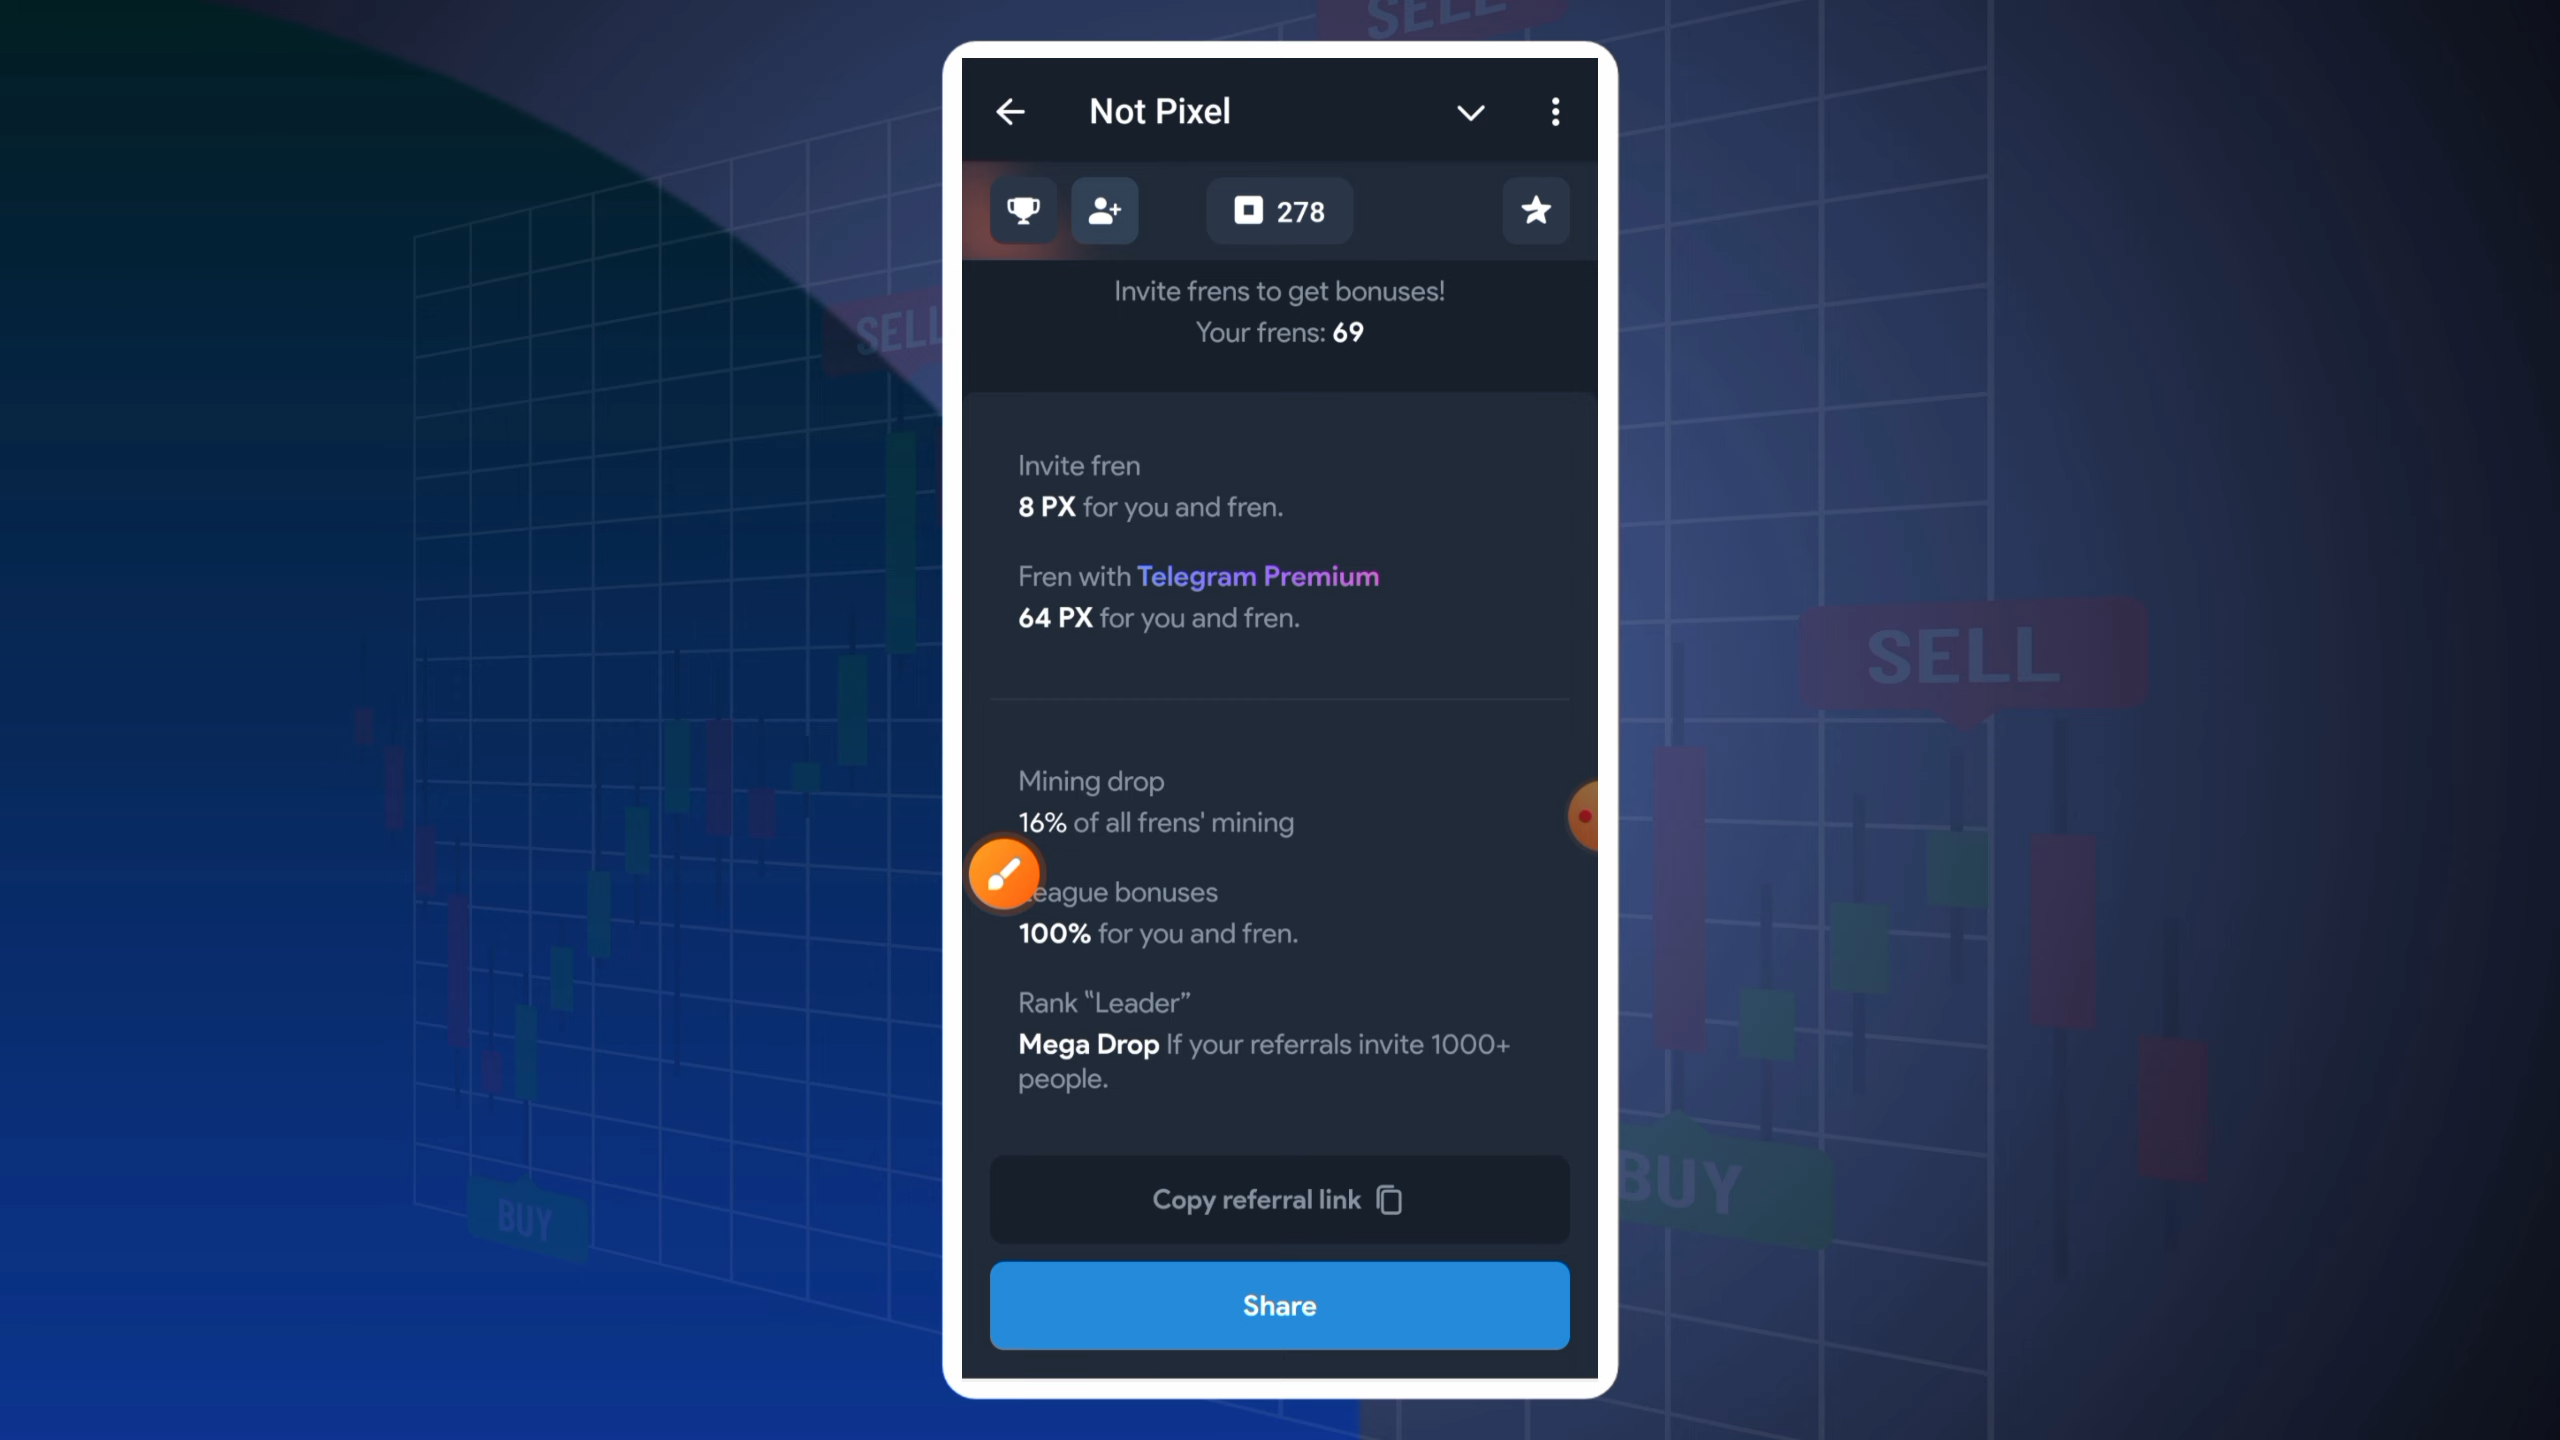 SELL
Not Pixel
278
Invite frens to get bonuses!
Your frens: 69
SELL
Invite fren
8 PX for you and fren.
Fren with Telegram Premium
64 PX for you and fren.
SELL
Mining drop
16% of all frens' mining
eague bonuses
100% for you and fren.
Rank “Leader”
Mega Drop If your referrals invite 1000+
people.
BUY
Copy referral link
BUY
Share